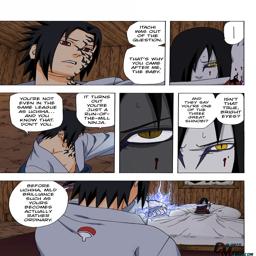 !
ITACHI
WAS OUT
OF THE
QUESTION.
THAT'S WHY
YOU CAME
AFTER ME,
THE BABY.
ISN'T THAT
TRUE,
BRIGHT
EYES?
AND
THEY SAY
YOU'RE ONE
OF THE
THREE
GREAT
SHINOBI?
IT TURNS
OUT
YOU'RE
JUST A
RUN-OF-
THE-MILL
NINJA.
YOU'RE NOT
EVEN IN THE
SAME LEAGUE
AS UCHIHA...
AND YOU
KNOW THAT,
DON'T YOU.
BEFORE
UCHIHA, MILD
BRILLIANCE
SUCH AS
YOURS
BECOMES
ACTUALLY
RATHER
ORDINARY.